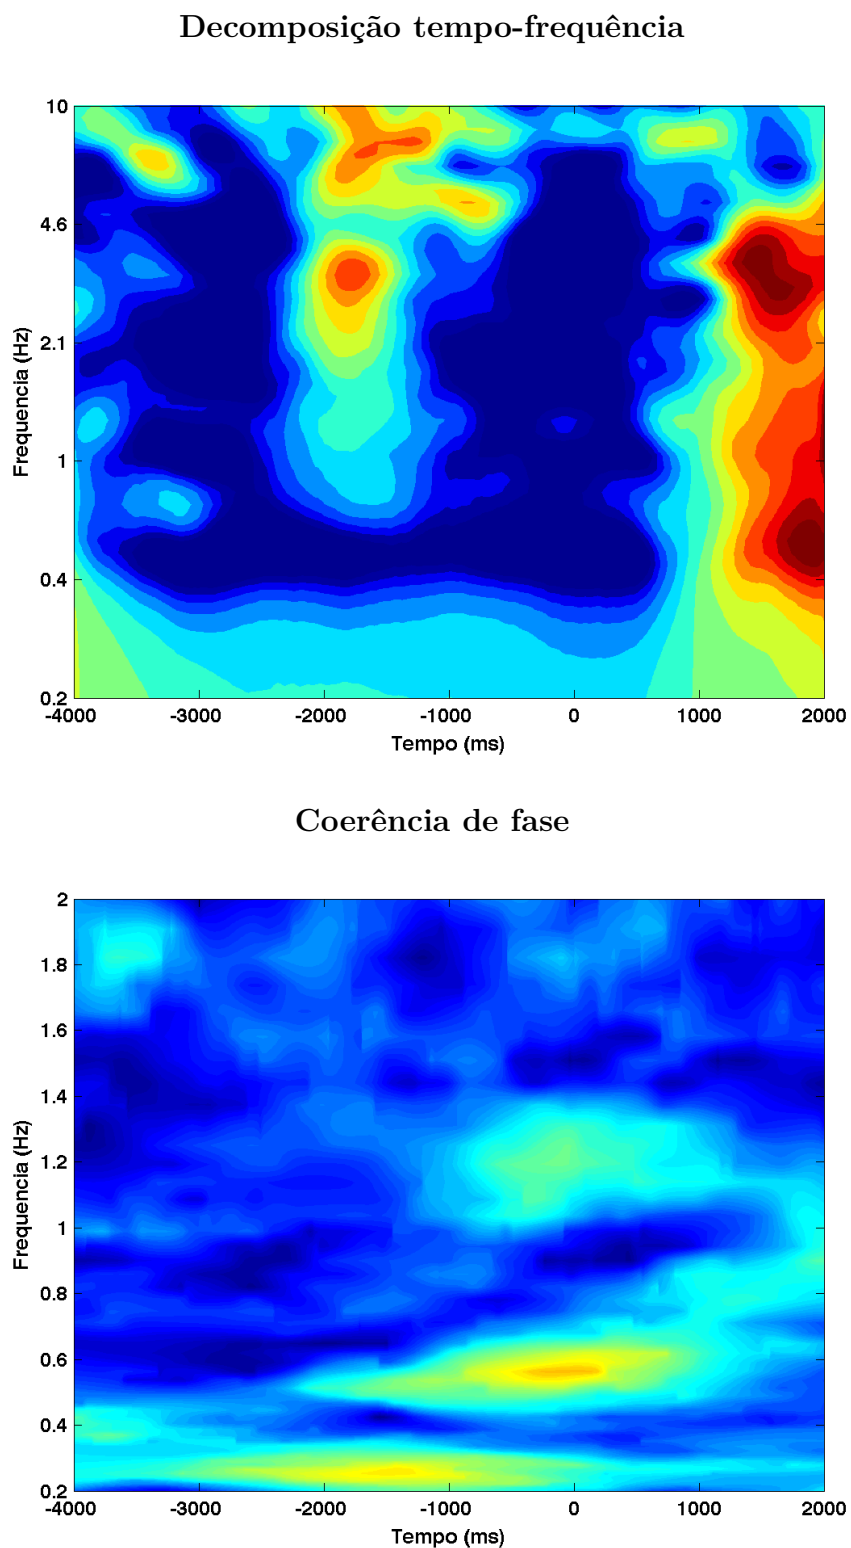 Decomposição tempo-frequência
10
4.6
2.1
1
0.4
0.2
Frequencia (Hz)
-4000 -3000 -2000 -1000 0 1000 2000
Tempo (ms)
Coerência de fase
2
1.8
1.6
1.4
1.2
1
0.8
0.6
0.4
0.2
Frequencia (Hz)
-4000 -3000 -2000 -1000 0 1000 2000
Tempo (ms)